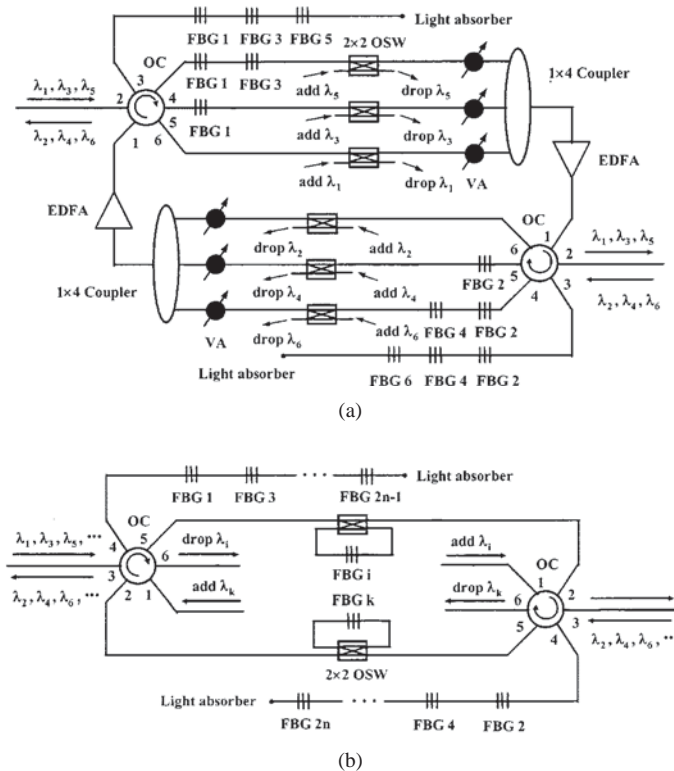 Light absorber
FBG 1 FBG 3 FBG 5
2×2 OSW
OC
1×4 Coupler
3
λ1, λ3, λ5
FBG 1 FBG 3
2
4
add λ5
drop λ5
λ2, λ4, λ6
FBG 1
1
5
6
add λ3
drop λ3
EDFA
add λ1
drop λ1
VA
EDFA
OC
1
6
2
λ1, λ3, λ5
drop λ2
add λ2
FBG 2
5
3
1×4 Coupler
drop λ4
add λ4
4
λ2, λ4, λ6
VA
drop λ6
add λ6
FBG 4 FBG 2
Light absorber
FBG 6 FBG 4 FBG 2
(a)
Light absorber
FBG 1 FBG 3 ··· FBG 2n-1
OC
5
λ1, λ3, λ5, ···
4
6
drop λi
add λi
OC
FBG i
3
1
2
λ2, λ4, λ6, ···
2
1
add λk
FBG k
drop λk
6
3
5
4
λ2, λ4, λ6, ···
2×2 OSW
Light absorber
FBG 2n ··· FBG 4 FBG 2
(b)